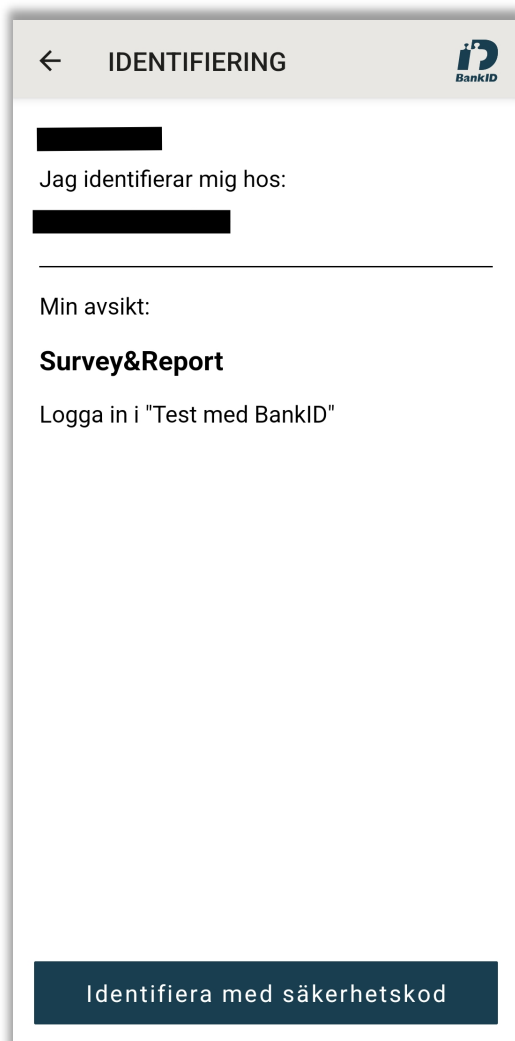 IDENTIFIERING
BankID
Jag identifierar mig hos:
Min avsikt:
Survey&Report
Logga in i "Test med BankID"
Identifiera med säkerhetskod